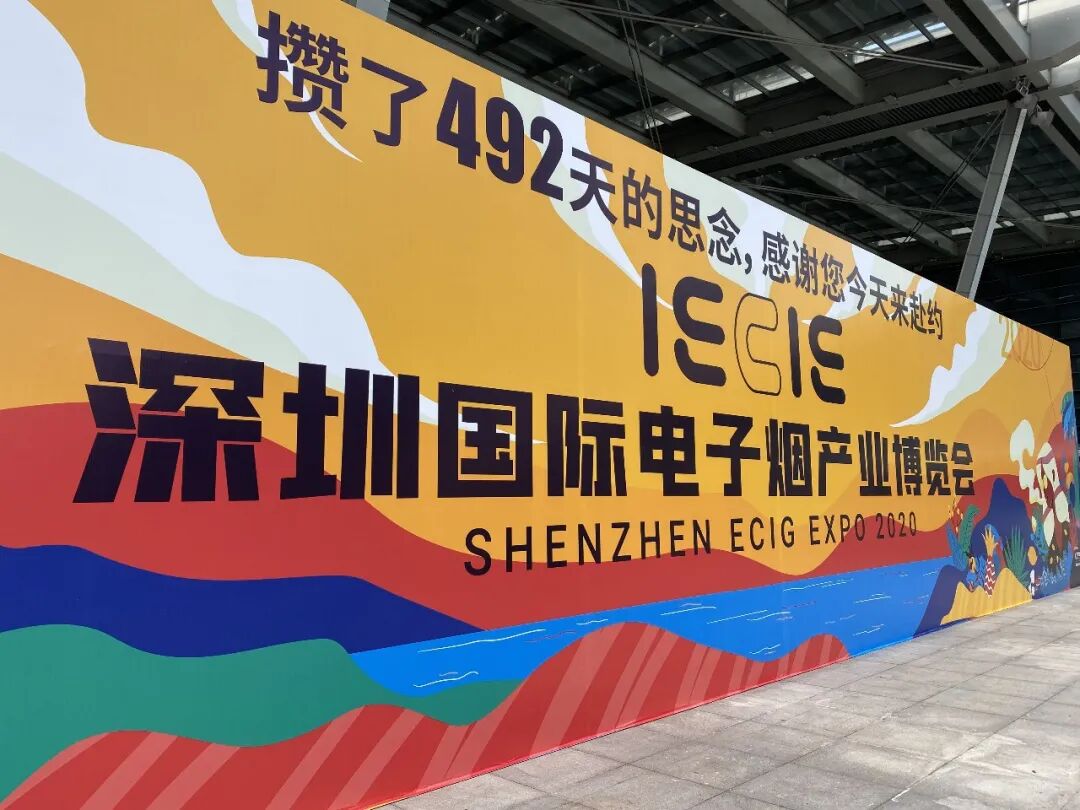 攒了492天的思念，感谢您今天来赴约
IECIE
深圳国际电子烟产业博览会
SHENZHEN ECIG EXPO 2020
2020